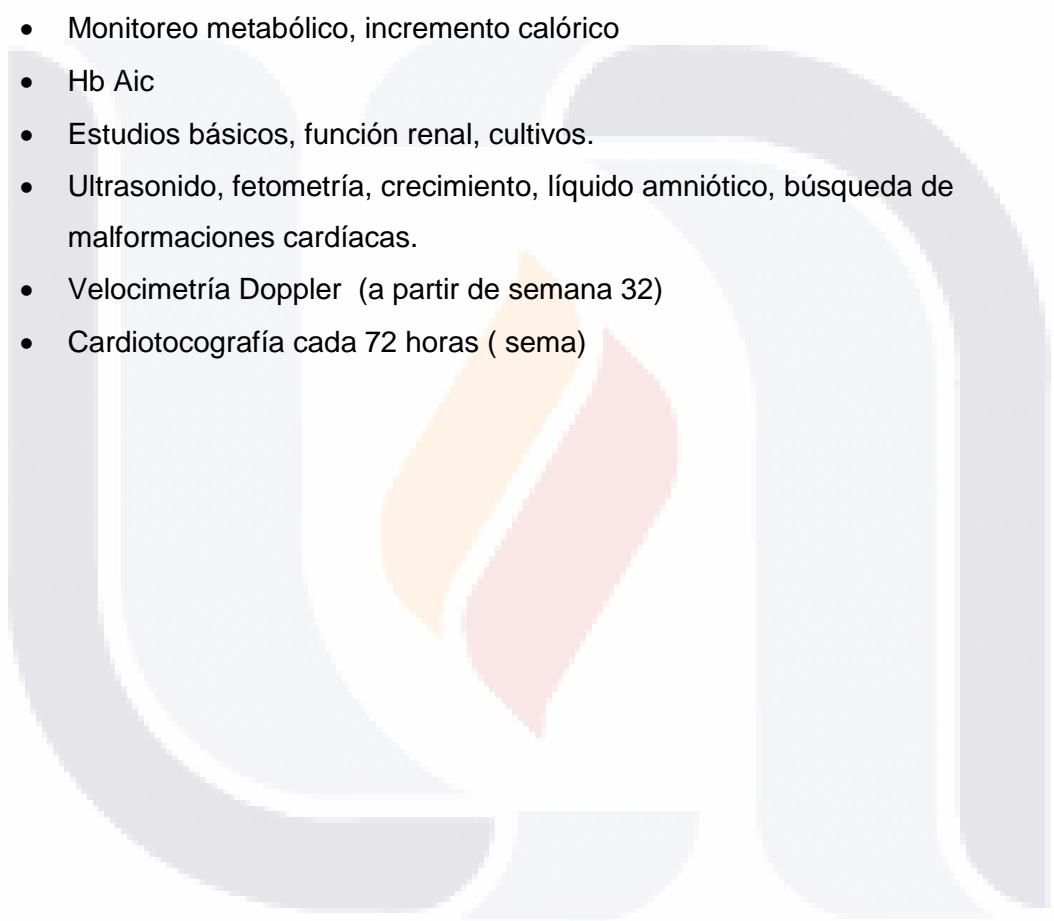 • Monitoreo metabólico, incremento calórico
• Hb Aic
• Estudios básicos, función renal, cultivos.
• Ultrasonido, fetometría, crecimiento, líquido amniótico, búsqueda de
malformaciones cardíacas.
• Velocimetría Doppler (a partir de semana 32)
• Cardiotocografía cada 72 horas ( sema)